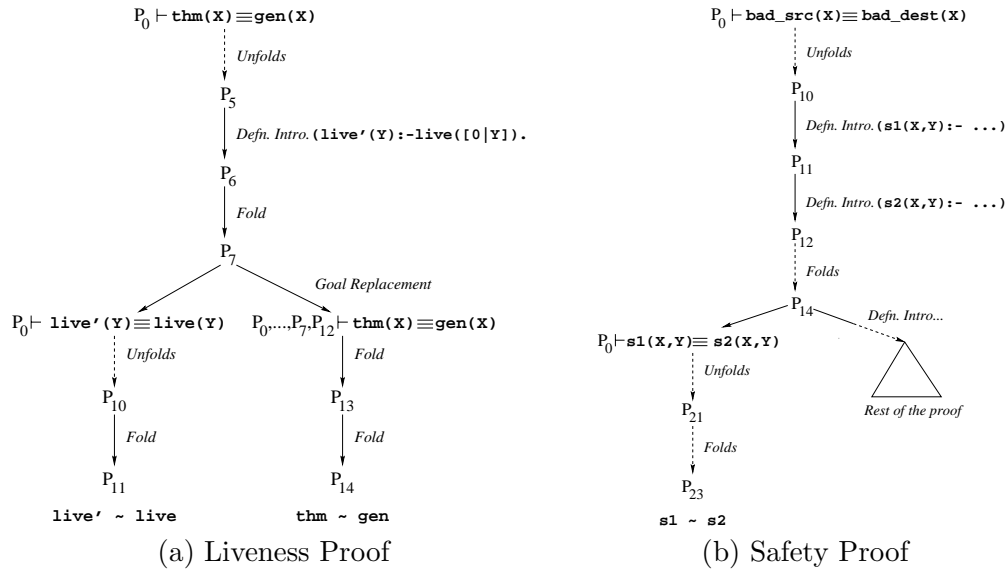 P0 ⊢ thm(X)≡gen(X)
Unfolds
P5
Defn. Intro. (live'(Y):-live([0|Y]).
P6
Fold
P7
Goal Replacement
P0 ⊢ live'(Y)≡live(Y)
P0,...,P7,P12 ⊢ thm(X)≡gen(X)
Unfolds
Fold
P10
P13
Fold
Fold
P11
P14
live' ~ live
thm ~ gen
(a) Liveness Proof
P0 ⊢ bad_src(X)≡bad_dest(X)
Unfolds
P10
Defn. Intro. (s1(X,Y):- ...)
P11
Defn. Intro. (s2(X,Y):- ...)
P12
Folds
P14
Defn. Intro...
P0 ⊢ s1(X,Y)≡ s2(X,Y)
Unfolds
Rest of the proof
P21
Folds
P23
s1 ~ s2
(b) Safety Proof